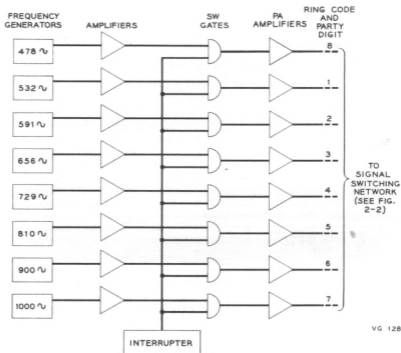 FREQUENCY
GENERATORS
AMPLIFIERS
SW
GATES
PA
AMPLIFIERS
RING CODE
AND
PARTY
DIGIT
478 ~
8
532 ~
1
591 ~
2
656 ~
3
729 ~
4
810 ~
5
900 ~
6
1000 ~
7
TO
SIGNAL
SWITCHING
NETWORK
(SEE FIG.
2-2)
INTERRUPTER
VG 128